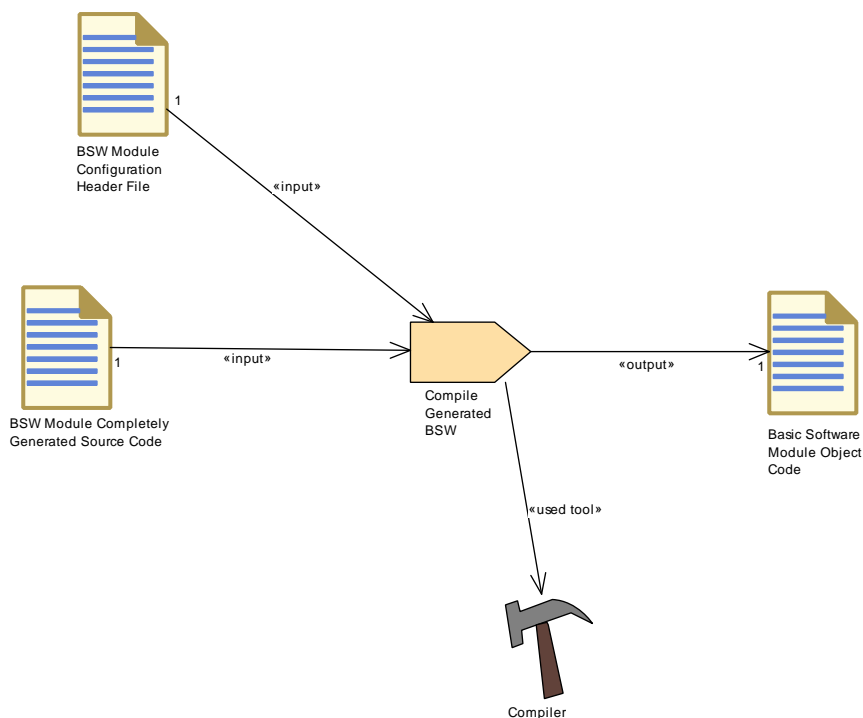 1
BSW Module
Configuration
Header File
«input»
1
BSW Module Completely
Generated Source Code
«input»
Compile
Generated
BSW
«output»
1
Basic Software
Module Object
Code
«used tool»
Compiler